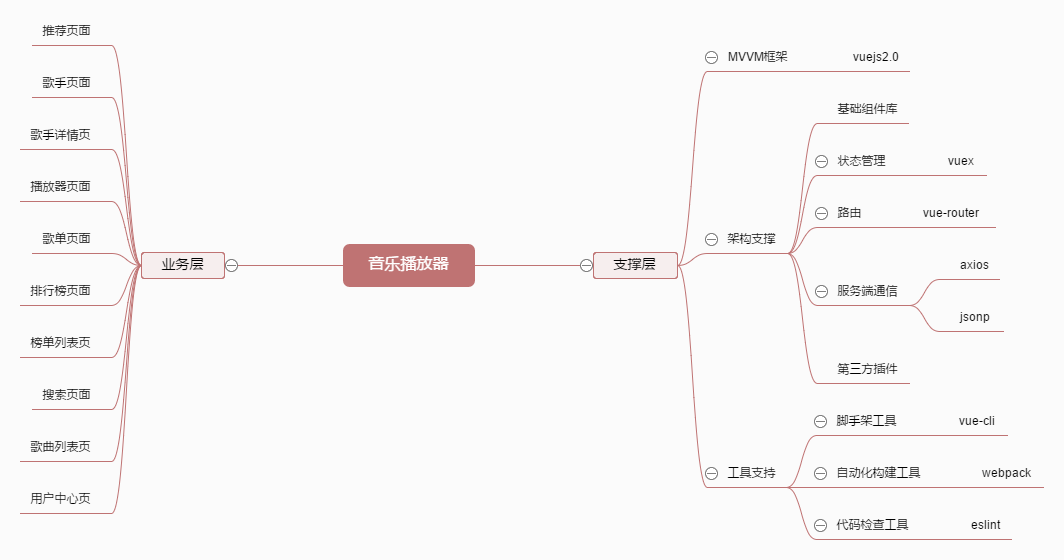 音乐播放器
业务层
推荐页面
歌手页面
歌手详情页
播放器页面
歌单页面
排行榜页面
榜单列表页
搜索页面
歌曲列表页
用户中心页
支撑层
MVVM框架
vuejs2.0
架构支撑
基础组件库
状态管理
vuex
路由
vue-router
服务端通信
axios
jsonp
第三方插件
工具支持
脚手架工具
vue-cli
自动化构建工具
webpack
代码检查工具
eslint